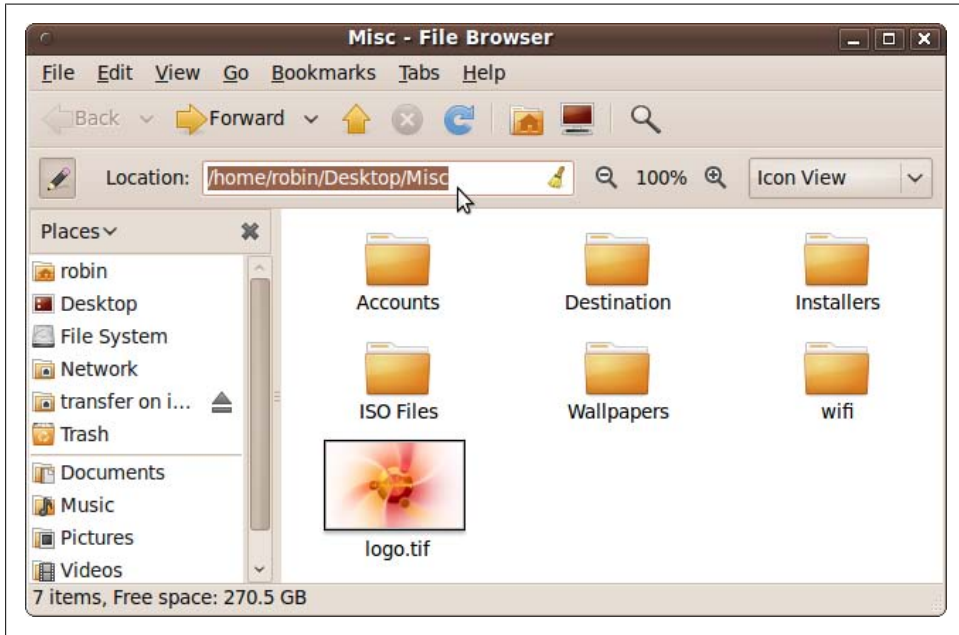 Misc - File Browser
File Edit View Go Bookmarks Tabs Help
Back Forward
Location: /home/robin/Desktop/Misc 100% Icon View
Places
robin
Desktop
File System
Network
transfer on i...
Trash
Documents
Music
Pictures
Videos
Accounts Destination Installers
ISO Files Wallpapers wifi
logo.tif
7 items, Free space: 270.5 GB